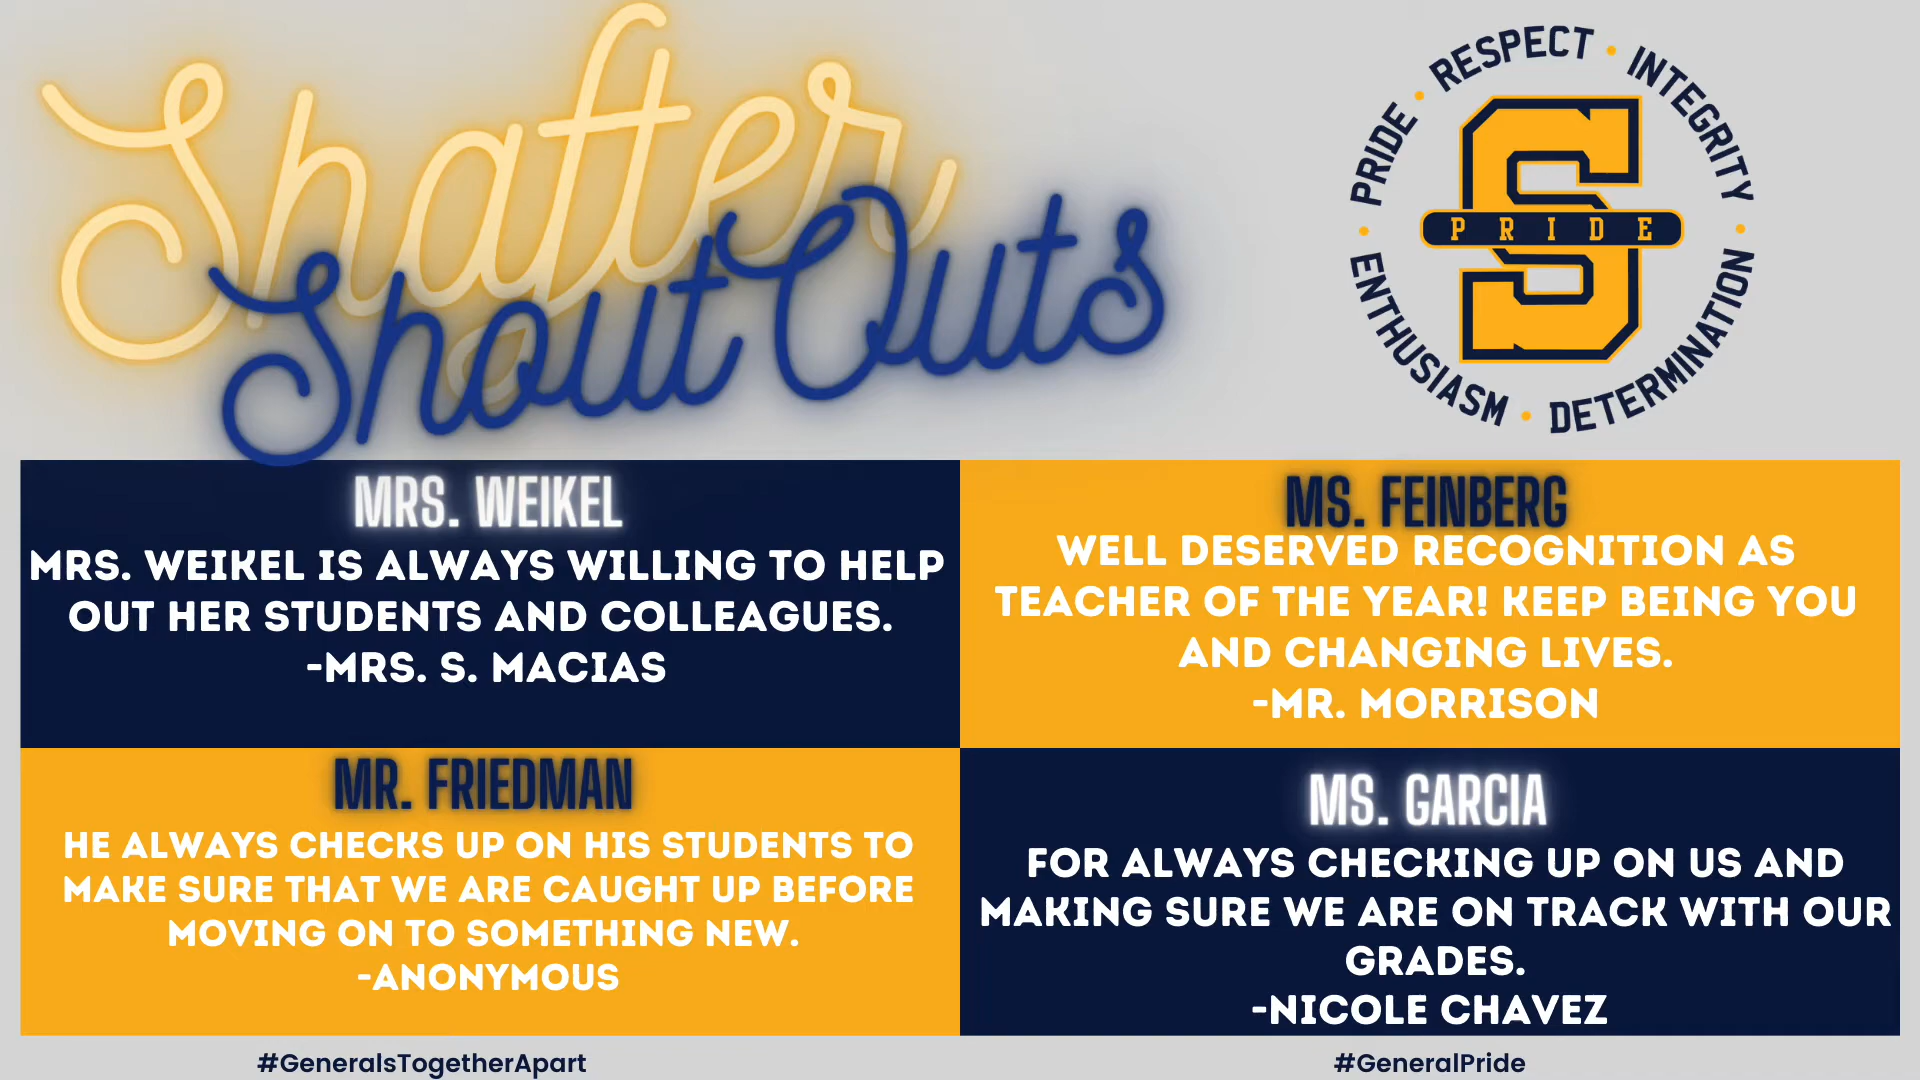 Shafter
Shout Outs
PRIDE • RESPECT • INTEGRITY • DETERMINATION • ENTHUSIASM •
S
PRIDE
MRS. WEIKEL
MRS. WEIKEL IS ALWAYS WILLING TO HELP
OUT HER STUDENTS AND COLLEAGUES.
-MRS. S. MACIAS
MS. FEINBERG
WELL DESERVED RECOGNITION AS
TEACHER OF THE YEAR! KEEP BEING YOU
AND CHANGING LIVES.
-MR. MORRISON
MR. FRIEDMAN
HE ALWAYS CHECKS UP ON HIS STUDENTS TO
MAKE SURE THAT WE ARE CAUGHT UP BEFORE
MOVING ON TO SOMETHING NEW.
-ANONYMOUS
MS. GARCIA
FOR ALWAYS CHECKING UP ON US AND
MAKING SURE WE ARE ON TRACK WITH OUR
GRADES.
-NICOLE CHAVEZ
#GeneralsTogetherApart
#GeneralPride